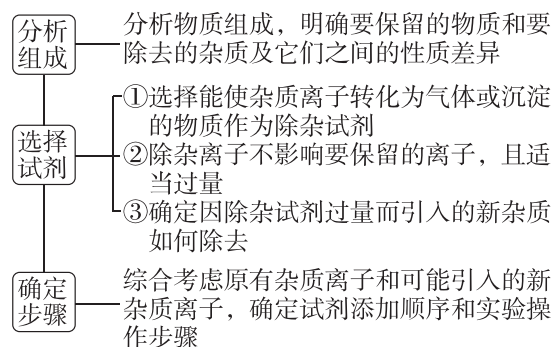 分析
组成
分析物质组成，明确要保留的物质和要
除去的杂质及它们之间的性质差异
选择
试剂
①选择能使杂质离子转化为气体或沉淀
的物质作为除杂试剂
②除杂离子不影响要保留的离子，且适
当过量
③确定因除杂试剂过量而引入的新杂质
如何除去
确定
步骤
综合考虑原有杂质离子和可能引入的新
杂质离子，确定试剂添加顺序和实验操
作步骤